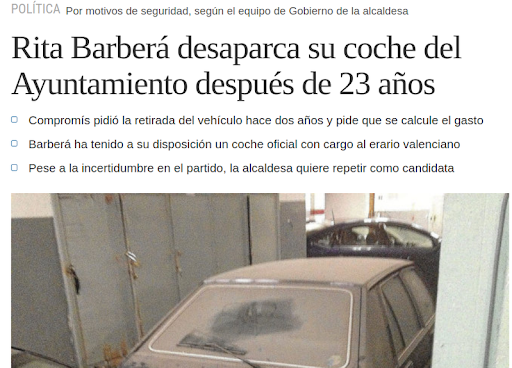 POLÍTICA Por motivos de seguridad, según el equipo de Gobierno de la alcaldesa
Rita Barberá desaparca su coche del
Ayuntamiento después de 23 años
Compromís pidió la retirada del vehículo hace dos años y pide que se calcule el gasto
Barberá ha tenido a su disposición un coche oficial con cargo al erario valenciano
Pese a la incertidumbre en el partido, la alcaldesa quiere repetir como candidata